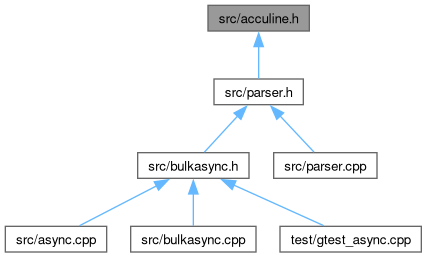 src/acculine.h
src/parser.h
src/bulkasync.h
src/parser.cpp
src/async.cpp
src/bulkasync.cpp
test/gtest_async.cpp